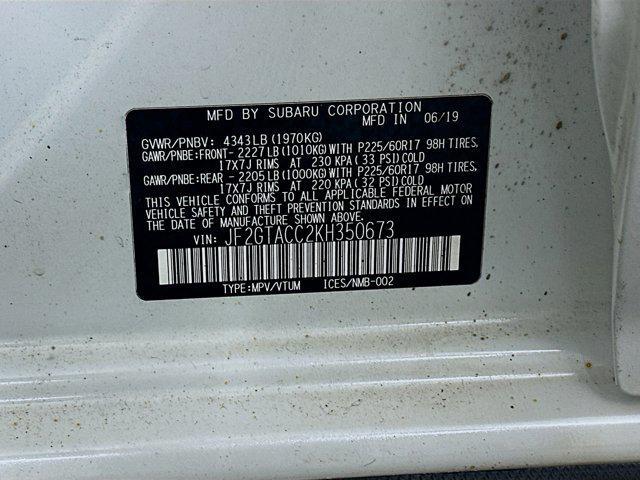 MFD BY SUBARU CORPORATION
MFD IN 06/19
GVWR/PNBV: 4343LB (1970KG)
GAWR/PNBE:FRONT-2227LB(1010KG) WITH P225/60R17 98H TIRES,
17X7J RIMS AT 230 KPA (33 PSI)COLD
GAWR/PNBE:REAR -2205LB(1000KG) WITH P225/60R17 98H TIRES,
17X7J RIMS AT 220 KPA (32 PSI)COLD
THIS VEHICLE CONFORMS TO ALL APPLICABLE FEDERAL MOTOR
VEHICLE SAFETY AND THEFT PREVENTION STANDARDS IN EFFECT ON
THE DATE OF MANUFACTURE SHOWN ABOVE.
VIN: JF2GTACC2KH350673
TYPE:MPV/VTUM ICES/NMB-002